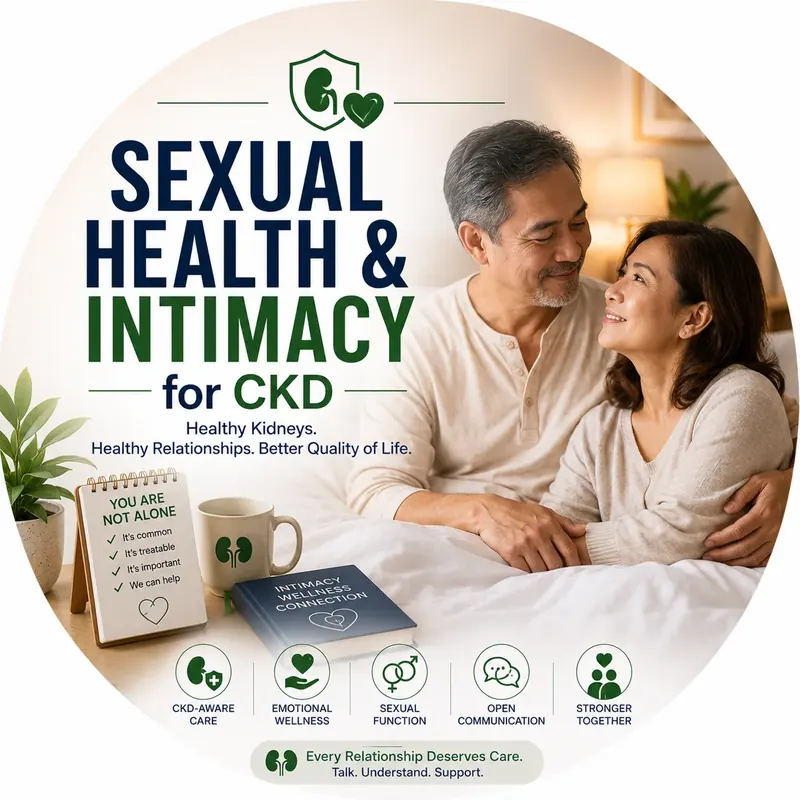 SEXUAL
HEALTH &
INTIMACY
for CKD
Healthy Kidneys.
Healthy Relationships. Better Quality of Life.
YOU ARE
NOT ALONE
✓ It's common
✓ It's treatable
✓ It's important
✓ We can help
INTIMACY
WELLNESS
CONNECTION
CKD-AWARE
CARE
EMOTIONAL
WELLNESS
SEXUAL
FUNCTION
OPEN
COMMUNICATION
STRONGER
TOGETHER
Every Relationship Deserves Care.
Talk. Understand. Support.